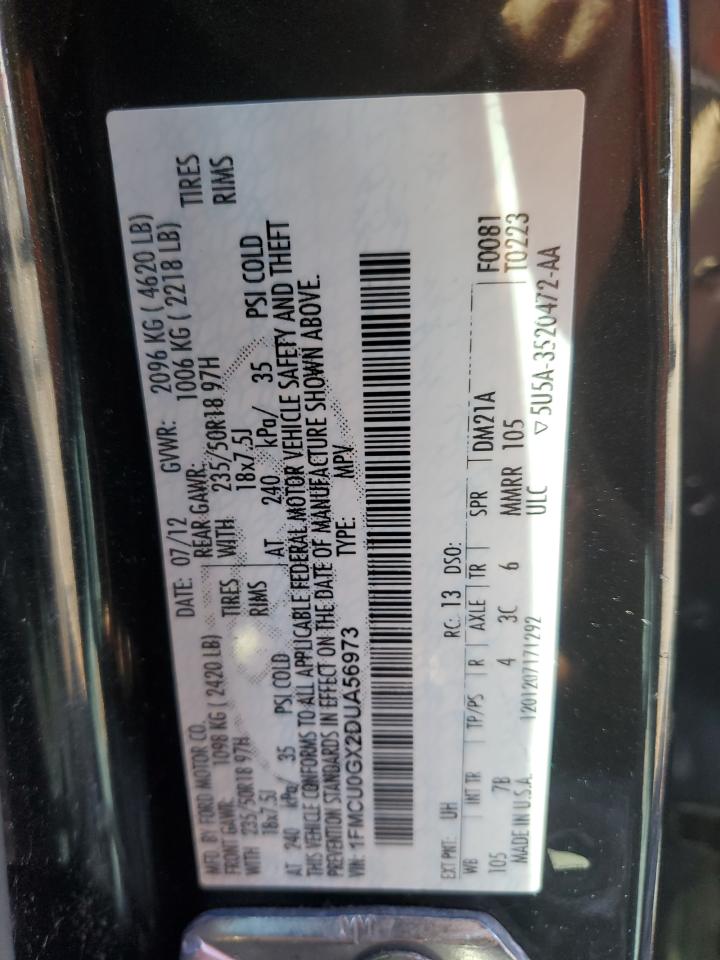 MFD. BY FORD MOTOR CO.
DATE: 07/12 GVWR: 2096 KG ( 4620 LB)
FRONT GAWR: 1098 KG ( 2420 LB) REAR GAWR: 1006 KG ( 2218 LB)
WITH 235/50R18 97H TIRES WITH 235/50R18 97H TIRES
18x7.5J RIMS 18x7.5J RIMS
AT 240 kPa/ 35 PSI COLD AT 240 kPa/ 35 PSI COLD
THIS VEHICLE CONFORMS TO ALL APPLICABLE FEDERAL MOTOR VEHICLE SAFETY AND THEFT
PREVENTION STANDARDS IN EFFECT ON THE DATE OF MANUFACTURE SHOWN ABOVE.
VIN: 1FMCU0GX2DUA56973 TYPE: MPV
EXT PNT: UH RC: 13 DSO: F0081
WB INT TR TP/PS R AXLE TR SPR DM21A T0223
105 7B 4 3C 6 MMRR 105
MADE IN U.S.A. 1201207171292 ULC ▽5U5A-3520472-AA